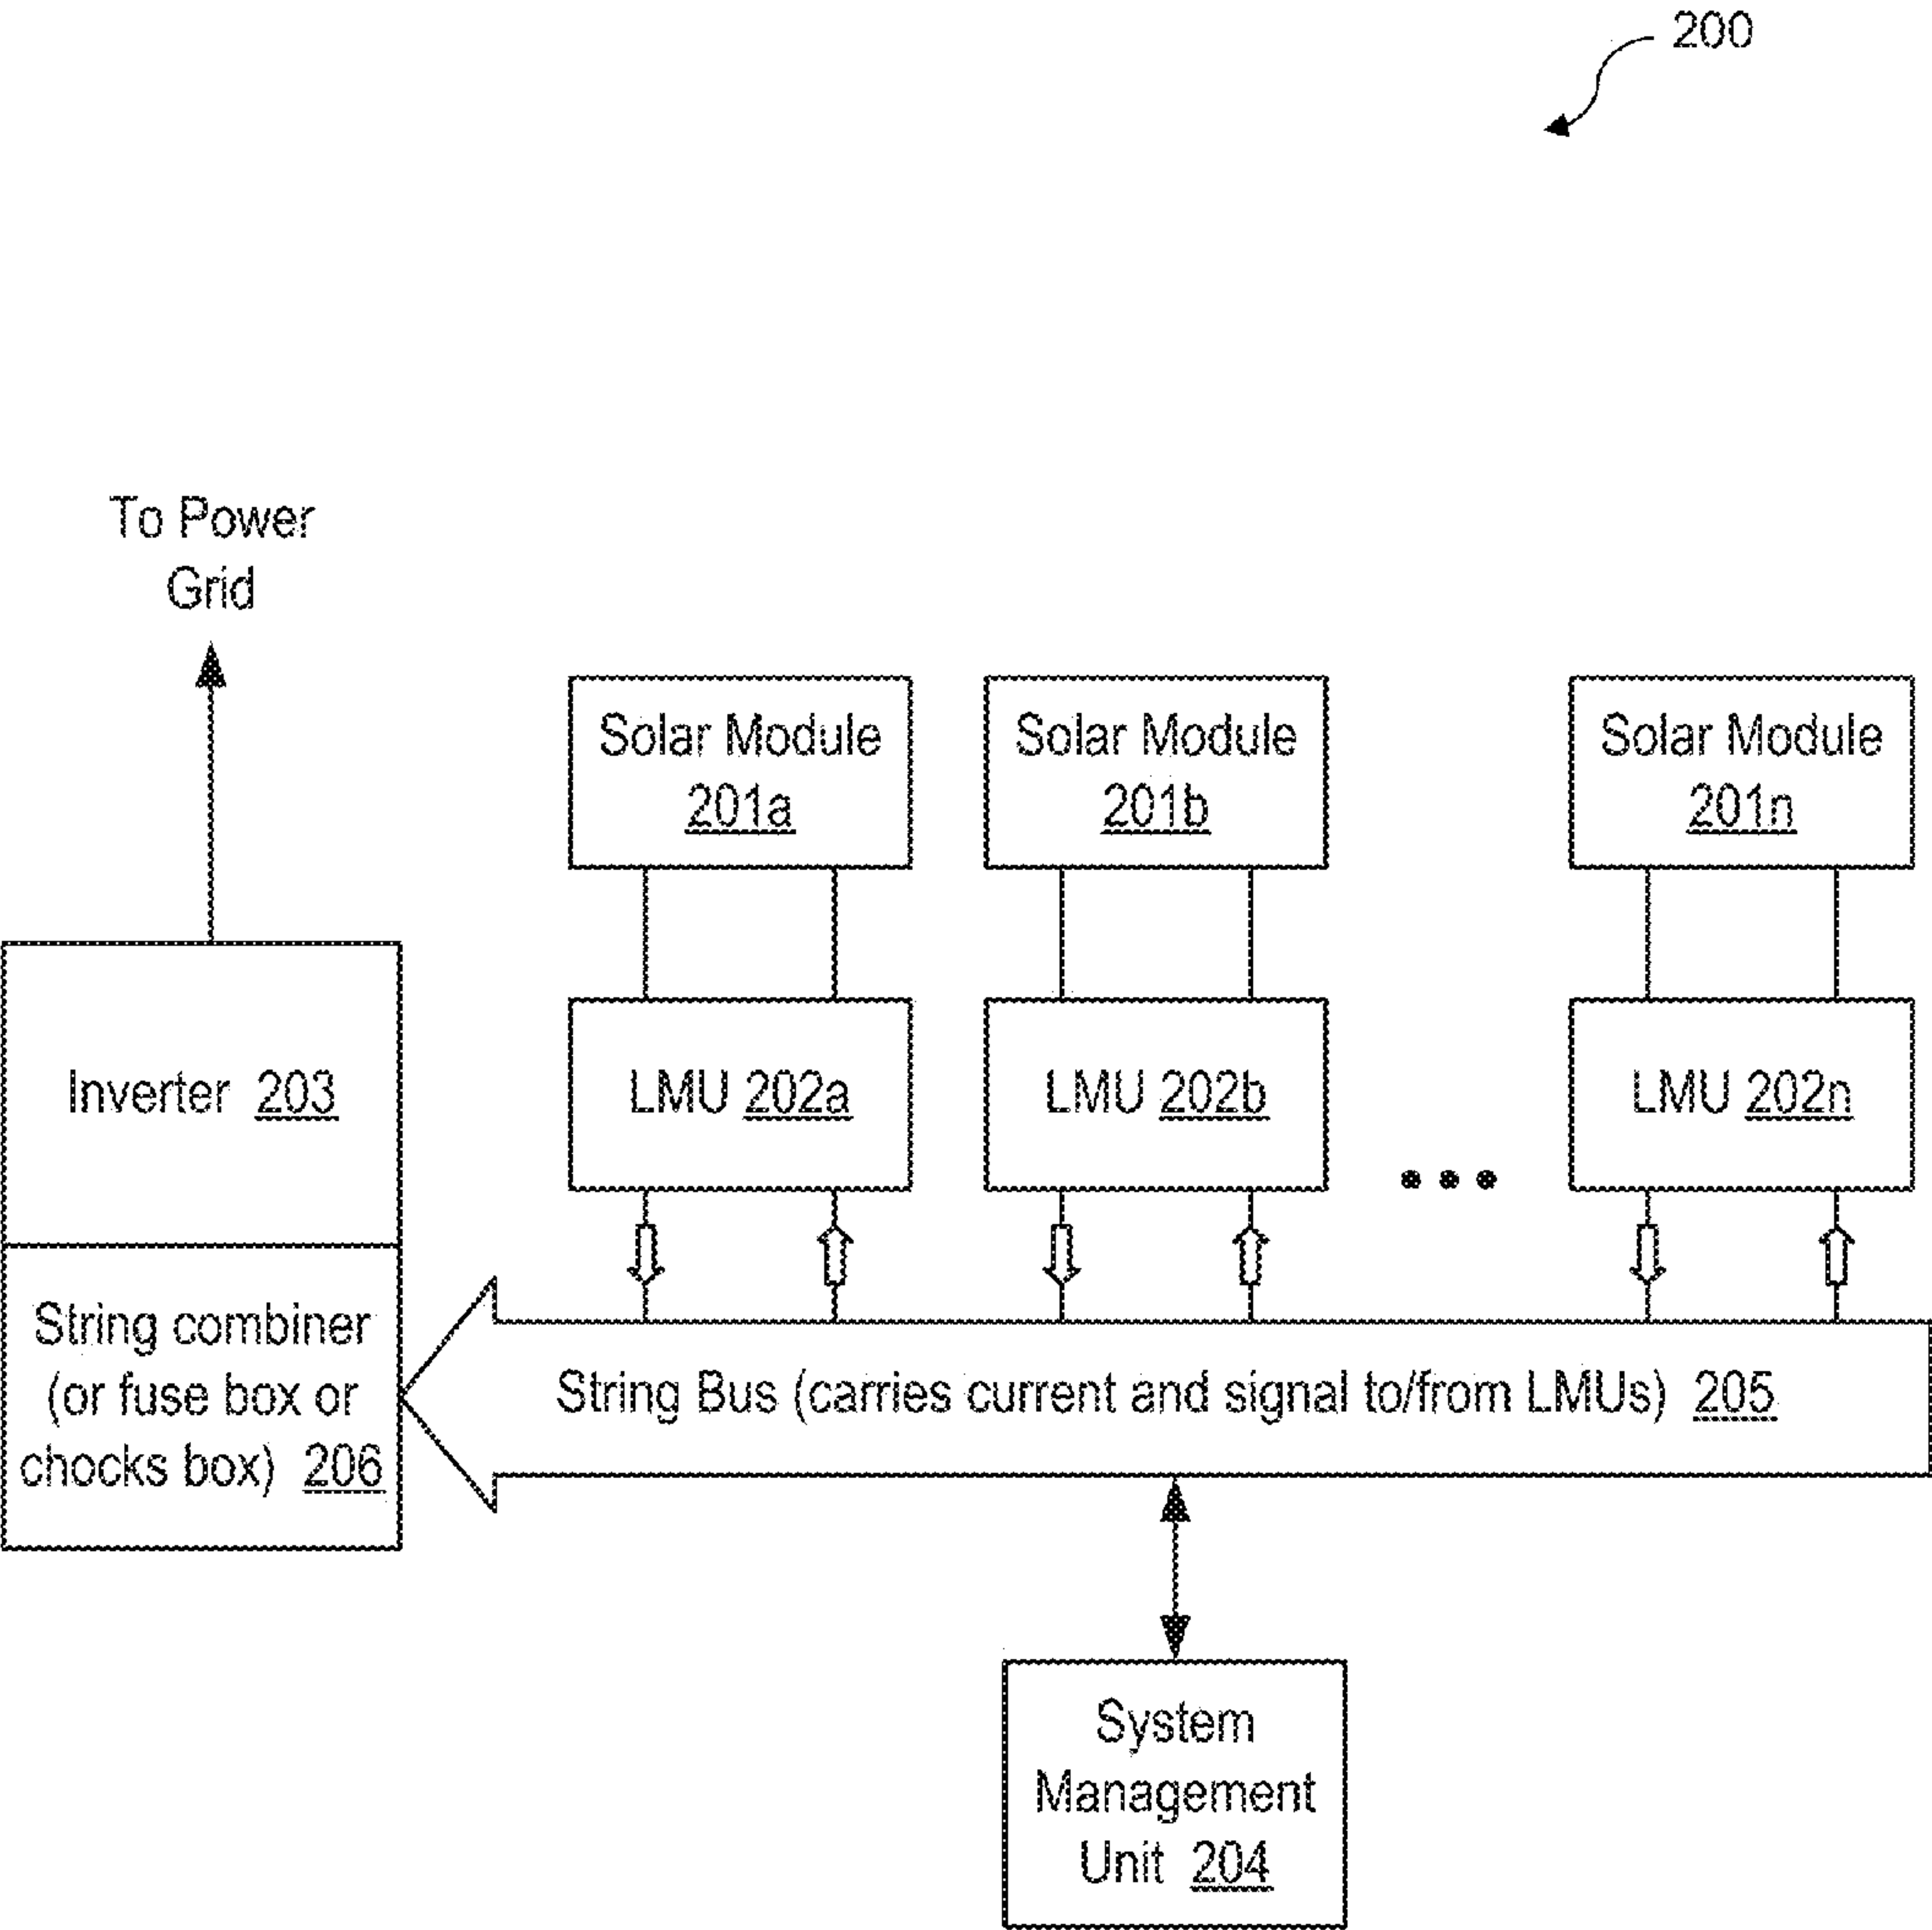 200
To Power
Grid
Solar Module
201a
Solar Module
201b
Solar Module
201n
Inverter 203
LMU 202a
LMU 202b
LMU 202n
String combiner
(or fuse box or
chocks box) 206
String Bus (carries current and signal to/from LMUs) 205
System
Management
Unit 204